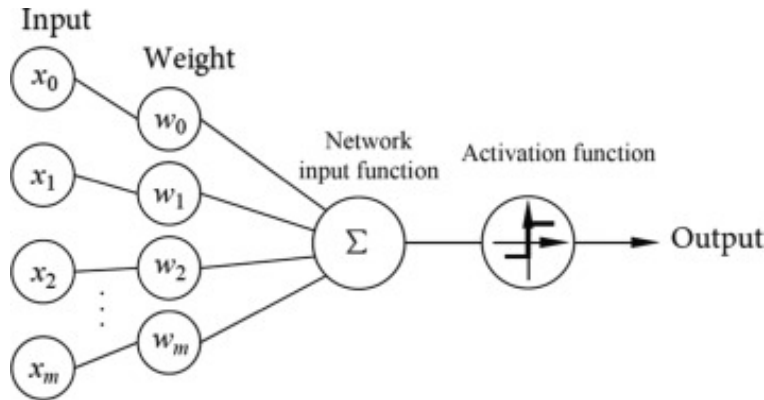 Input
Weight
x₀
w₀
Network
input function
Activation function
x₁
w₁
Σ
Output
x₂
w₂
xₘ
wₘ